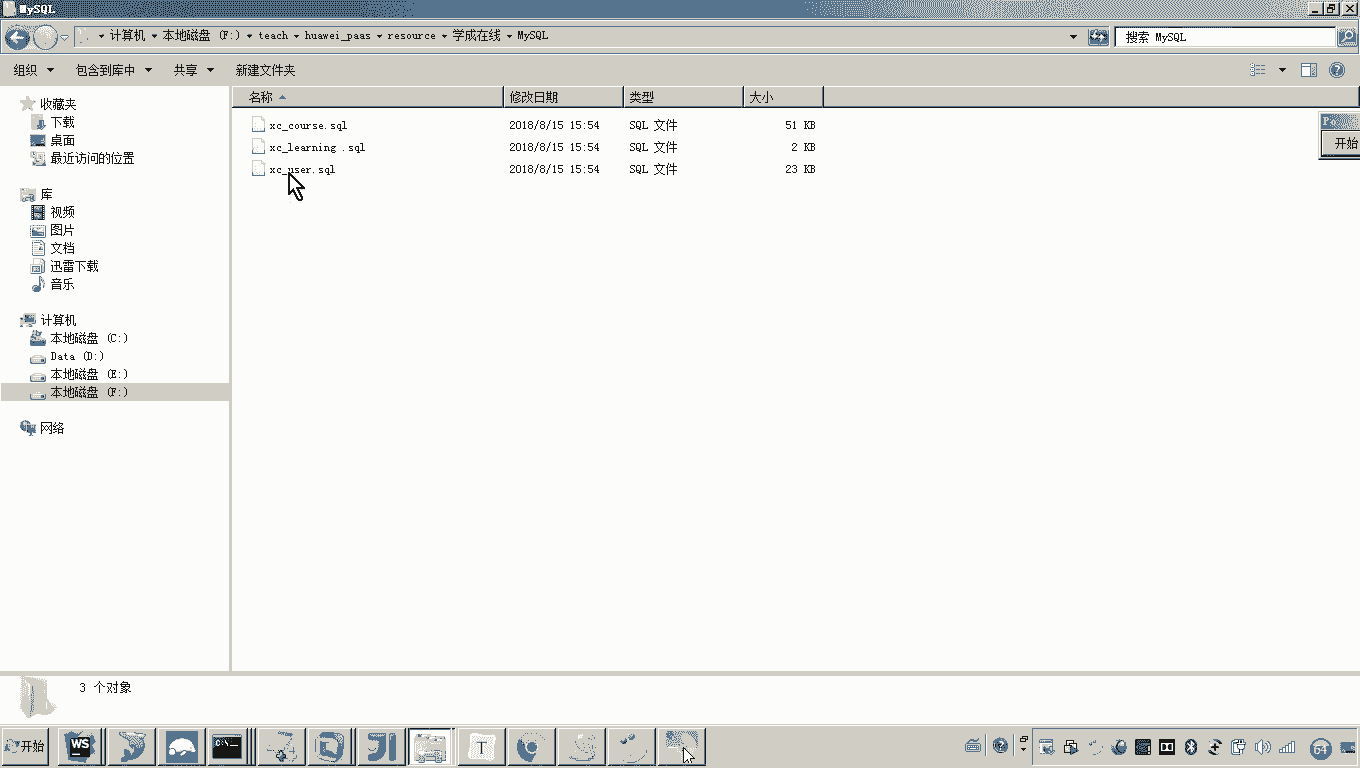 MySQL
计算机 本地磁盘 (F:) teach huawei_paas resource 学成在线 MySQL
搜索 MySQL
组织 包含到库中 共享 新建文件夹
名称 修改日期 类型 大小
xc_course.sql 2018/8/15 15:54 SQL 文件 51 KB
xc_learning .sql 2018/8/15 15:54 SQL 文件 2 KB
xc_user.sql 2018/8/15 15:54 SQL 文件 23 KB
收藏夹
下载
桌面
最近访问的位置
库
视频
图片
文档
迅雷下载
音乐
计算机
本地磁盘 (C:)
Data (D:)
本地磁盘 (E:)
本地磁盘 (F:)
网络
开始
3 个对象
开始
WS
C:\
T
64